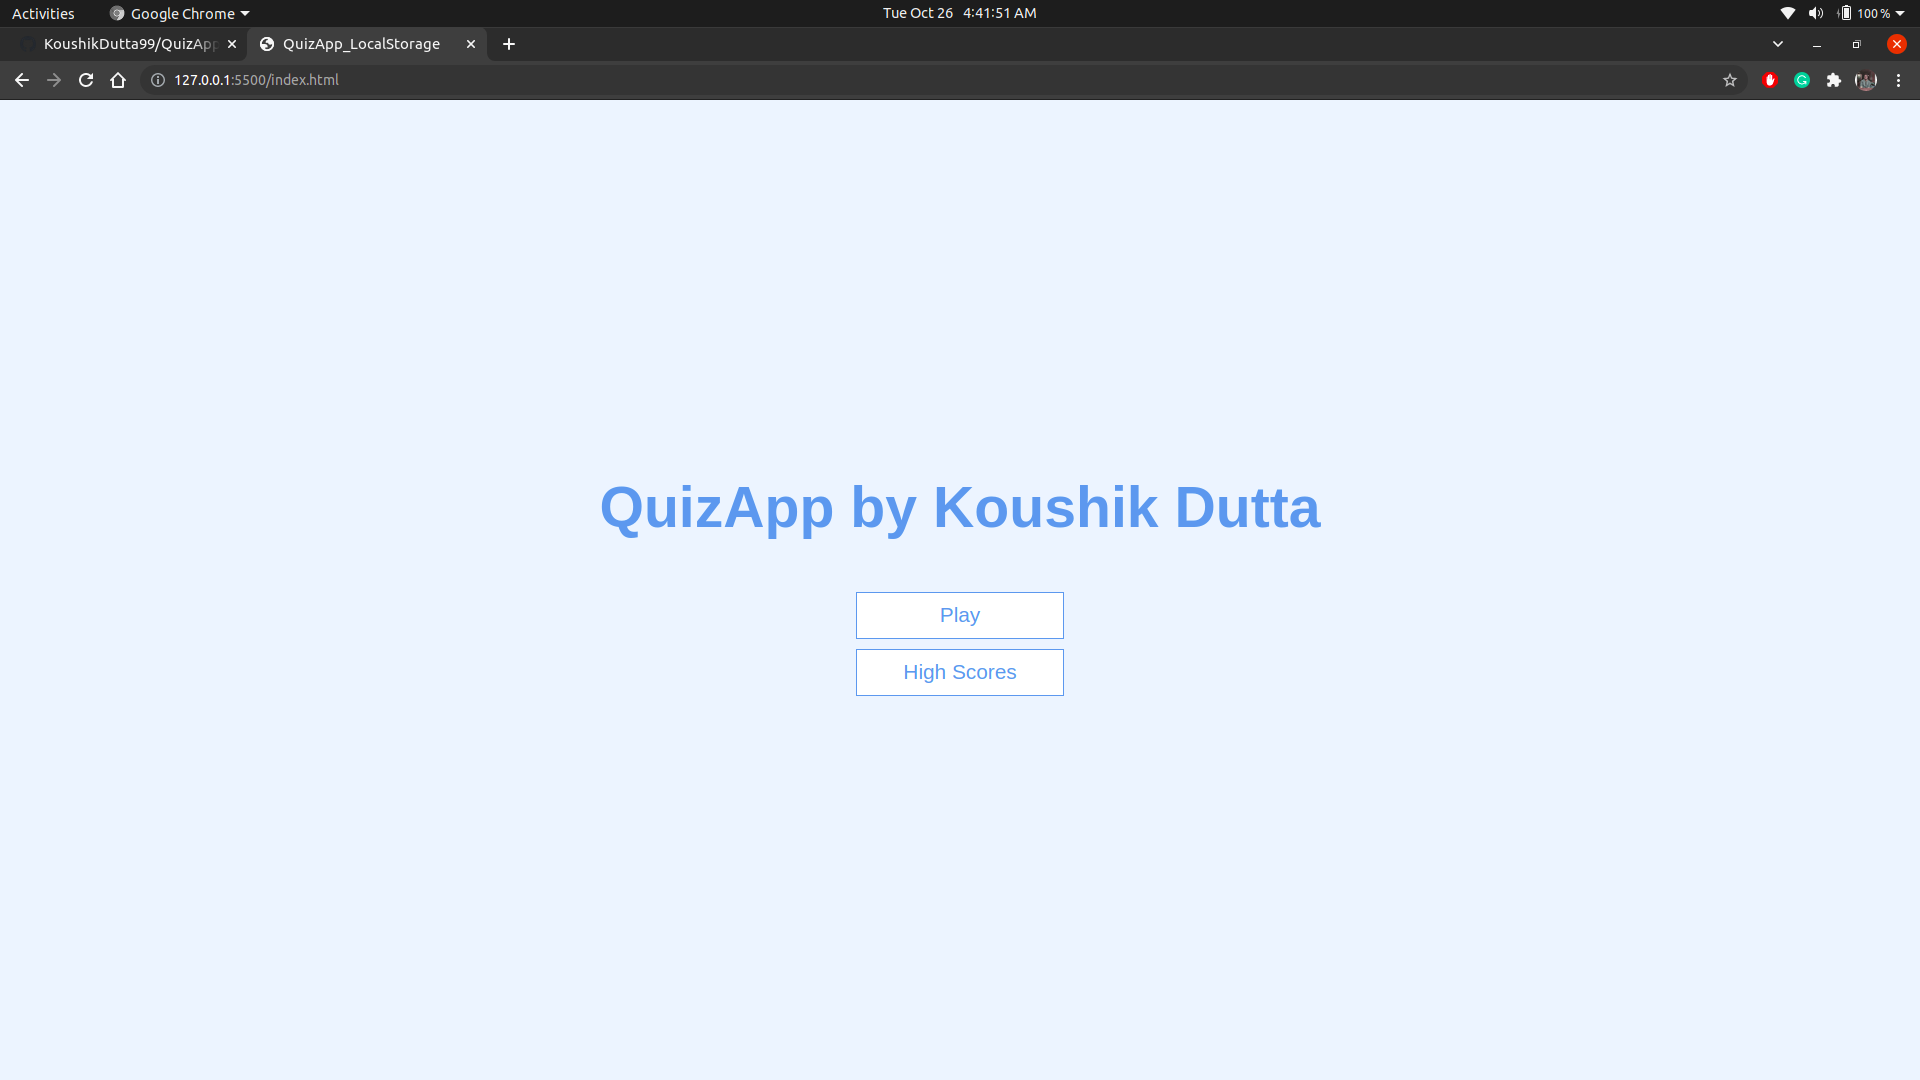 Activities Google Chrome Tue Oct 26 4:41:51 AM 100 %
KoushikDutta99/QuizApp QuizApp_LocalStorage
127.0.0.1:5500/index.html
QuizApp by Koushik Dutta
Play
High Scores